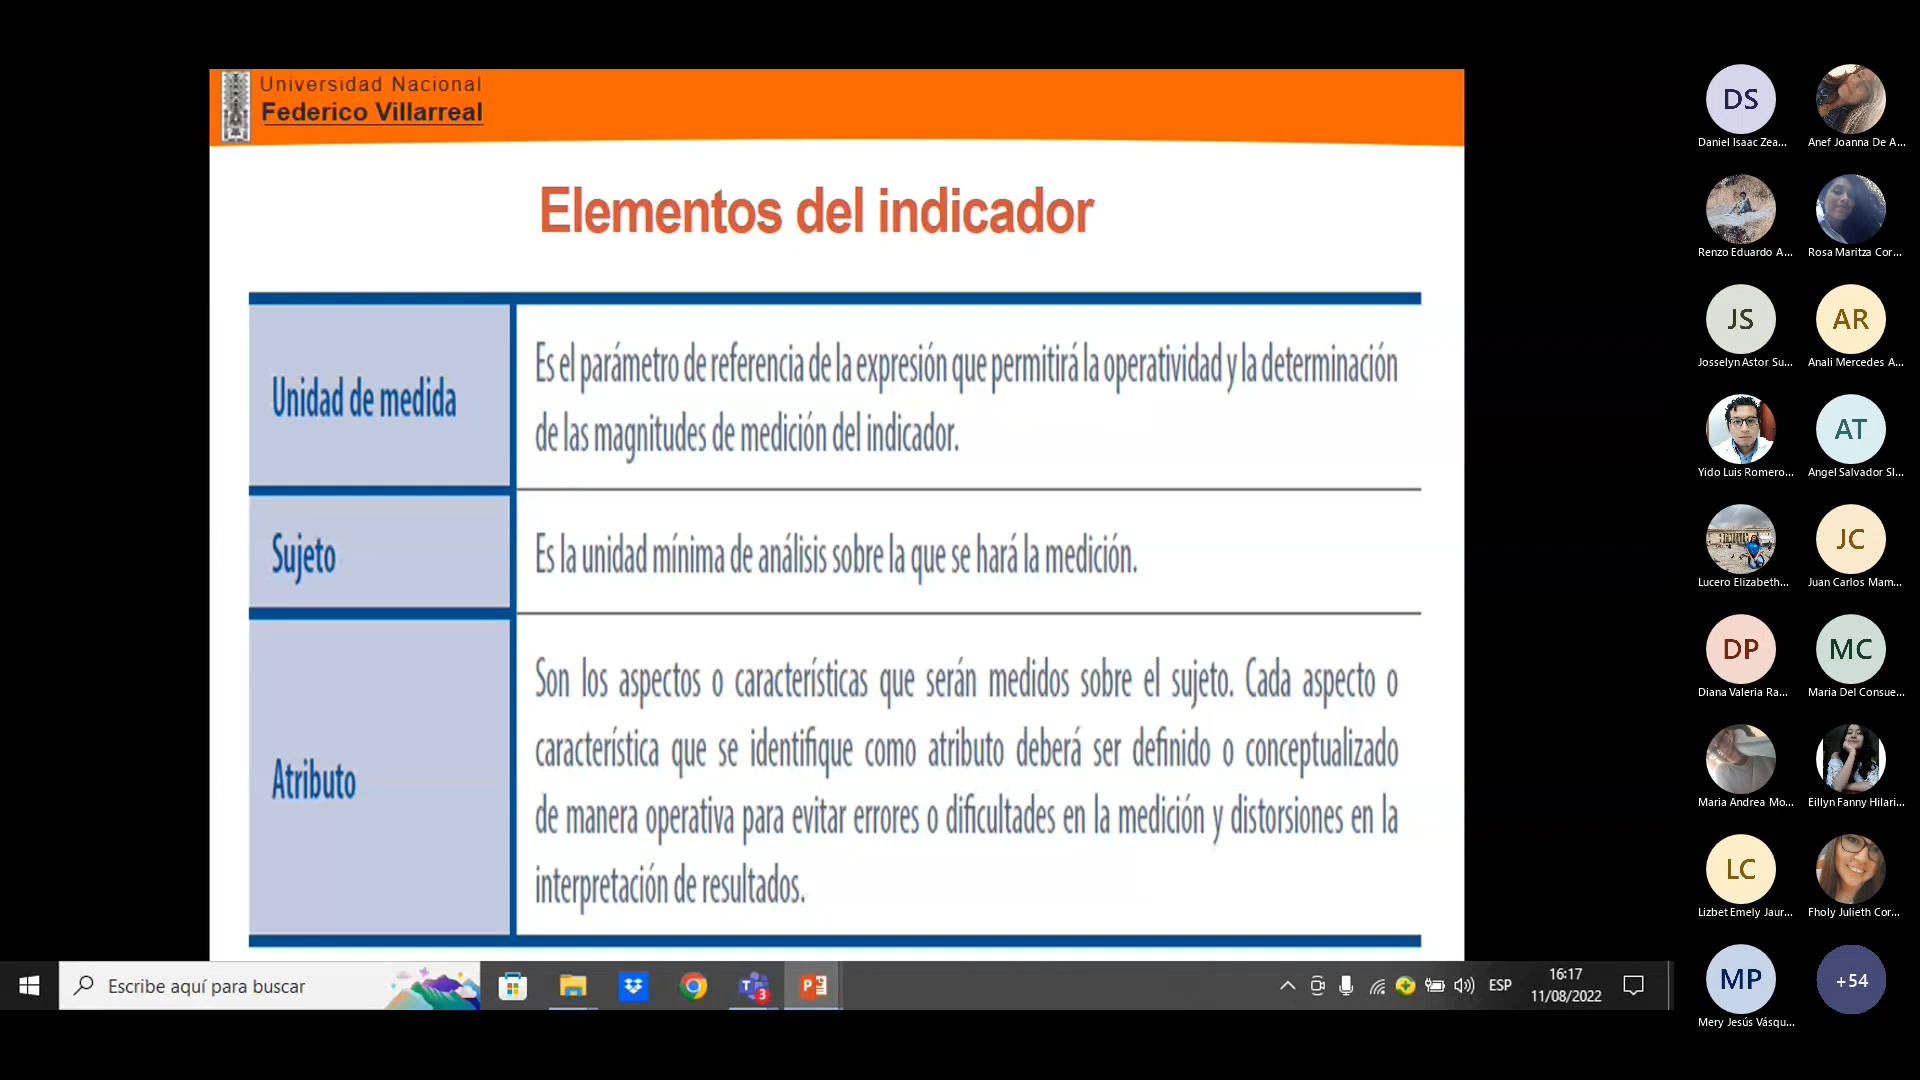 Universidad Nacional
Federico Villarreal
Elementos del indicador
Unidad de medida
Es el parámetro de referencia de la expresión que permitirá la operatividad y la determinación
de las magnitudes de medición del indicador.
Sujeto
Es la unidad mínima de análisis sobre la que se hará la medición.
Atributo
Son los aspectos o características que serán medidos sobre el sujeto. Cada aspecto o
característica que se identifique como atributo deberá ser definido o conceptualizado
de manera operativa para evitar errores o dificultades en la medición y distorsiones en la
interpretación de resultados.
Escribe aquí para buscar
3
ESP
16:17
11/08/2022
DS
Daniel Isaac Zea...
Anef Joanna De A...
Renzo Eduardo A...
Rosa Maritza Cor...
JS
Josselyn Astor Su...
AR
Anali Mercedes A...
Yido Luis Romero...
AT
Angel Salvador Sl...
Lucero Elizabeth...
JC
Juan Carlos Mam...
DP
Diana Valeria Ra...
MC
Maria Del Consue...
Maria Andrea Mo...
Eillyn Fanny Hilari...
LC
Lizbet Emely Jaur...
Fholy Julieth Cor...
MP
Mery Jesús Vásqu...
+54